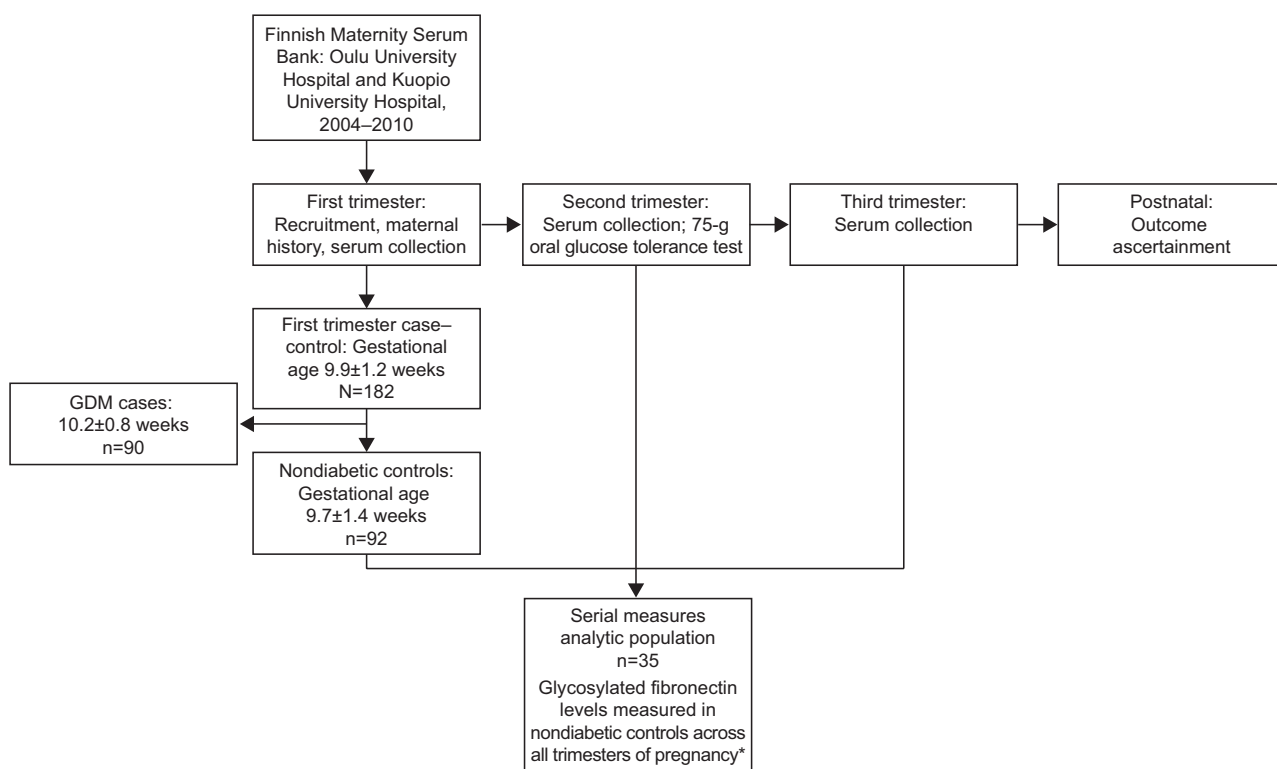 Finnish Maternity Serum
Bank: Oulu University
Hospital and Kuopio
University Hospital,
2004–2010
First trimester:
Recruitment, maternal
history, serum collection
Second trimester:
Serum collection; 75-g
oral glucose tolerance test
Third trimester:
Serum collection
Postnatal:
Outcome
ascertainment
First trimester case–
control: Gestational
age 9.9±1.2 weeks
N=182
GDM cases:
10.2±0.8 weeks
n=90
Nondiabetic controls:
Gestational age
9.7±1.4 weeks
n=92
Serial measures
analytic population
n=35
Glycosylated fibronectin
levels measured in
nondiabetic controls across
all trimesters of pregnancy*